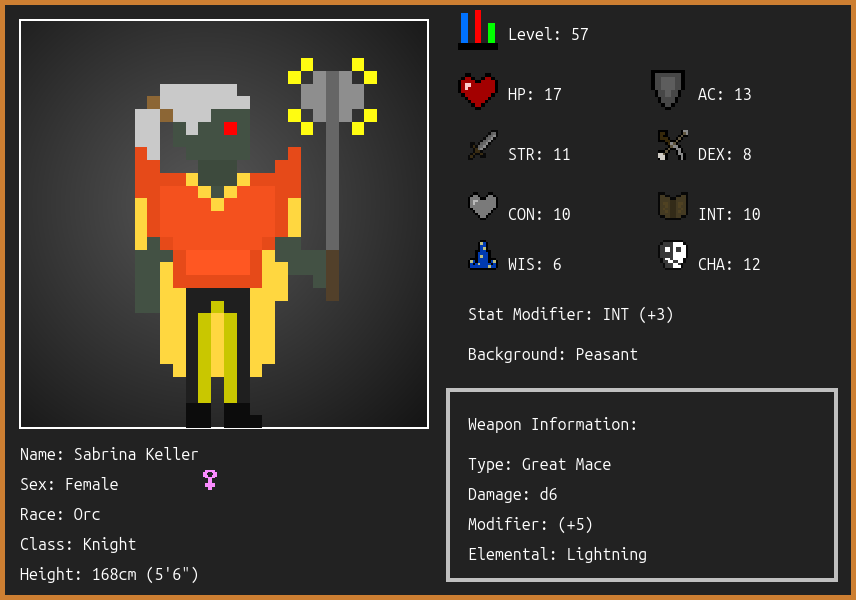 Level: 57
HP: 17
AC: 13
STR: 11
DEX: 8
CON: 10
INT: 10
WIS: 6
CHA: 12
Stat Modifier: INT (+3)
Background: Peasant
Weapon Information:
Type: Great Mace
Damage: d6
Modifier: (+5)
Elemental: Lightning
Name: Sabrina Keller
Sex: Female
Race: Orc
Class: Knight
Height: 168cm (5'6")